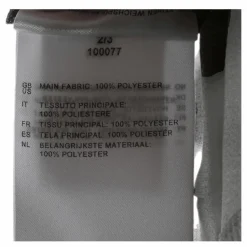 2/3
100077
GB US MAIN FABRIC: 100% POLYESTER
IT TESSUTO PRINCIPALE:
100% POLIESTERE
FR TISSU PRINCIPAL: 100% POLYESTER
ES TELA PRINCIPAL: 100% POLYESTER
NL BELANGRIJKSTE MATERIAAL:
100% POLYESTER